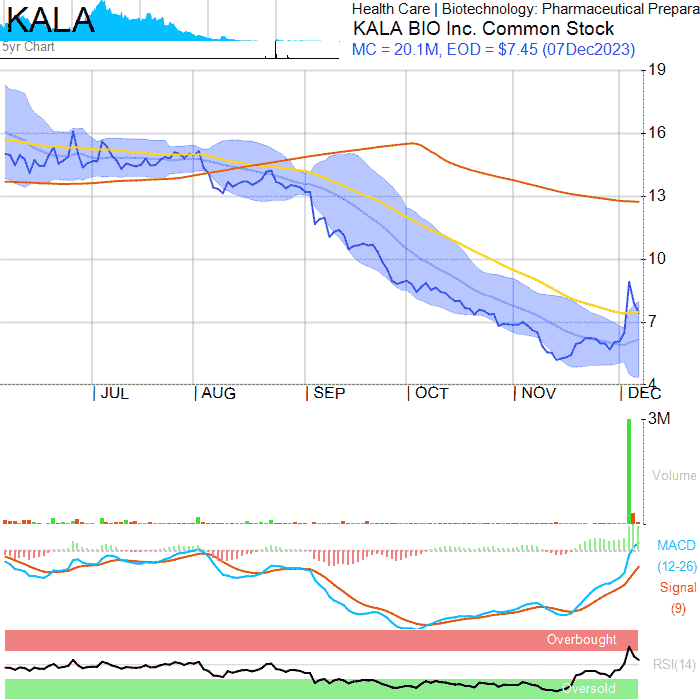 KALA
5yr Chart
Health Care | Biotechnology: Pharmaceutical Prepara
KALA BIO Inc. Common Stock
MC = 20.1M, EOD = $7.45 (07Dec2023)
19
16
13
10
7
4
JUL AUG SEP OCT NOV DEC
3M
Volume
MACD
(12-26)
Signal
(9)
Overbought
RSI(14)
Oversold